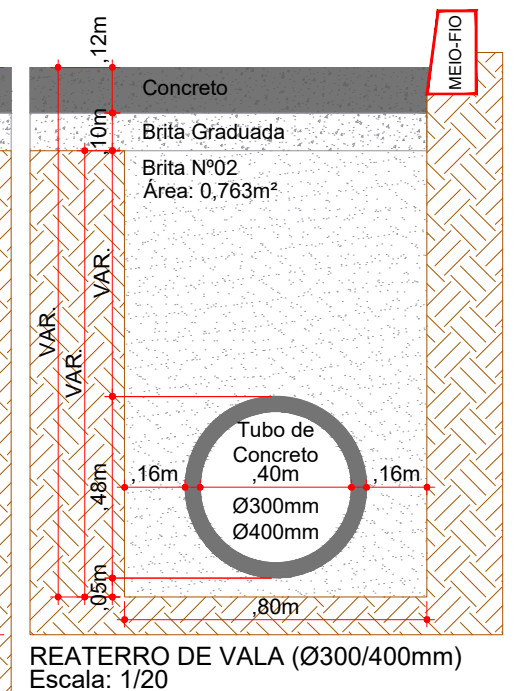 ,12m
MEIO-FIO
Concreto
,10m
Brita Graduada
Brita Nº02
Área: 0,763m²
VAR.
VAR.
VAR.
Tubo de
Concreto
,16m
,40m
,16m
,48m
Ø300mm
Ø400mm
,05m
,80m
REATERRO DE VALA (Ø300/400mm)
Escala: 1/20